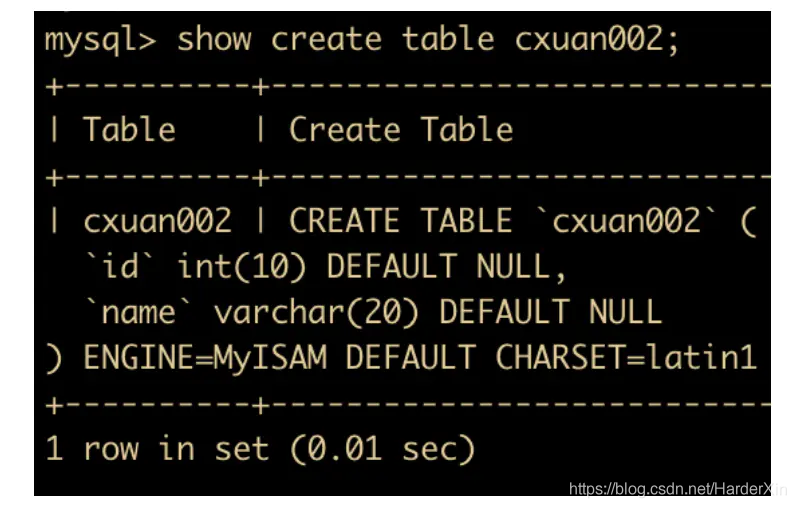 mysql> show create table cxuan002;
+----------+---------------------------
| Table    | Create Table
+----------+---------------------------
| cxuan002 | CREATE TABLE `cxuan002` (
  `id` int(10) DEFAULT NULL,
  `name` varchar(20) DEFAULT NULL
) ENGINE=MyISAM DEFAULT CHARSET=latin1
+----------+---------------------------
1 row in set (0.01 sec)
https://blog.csdn.net/HarderXin